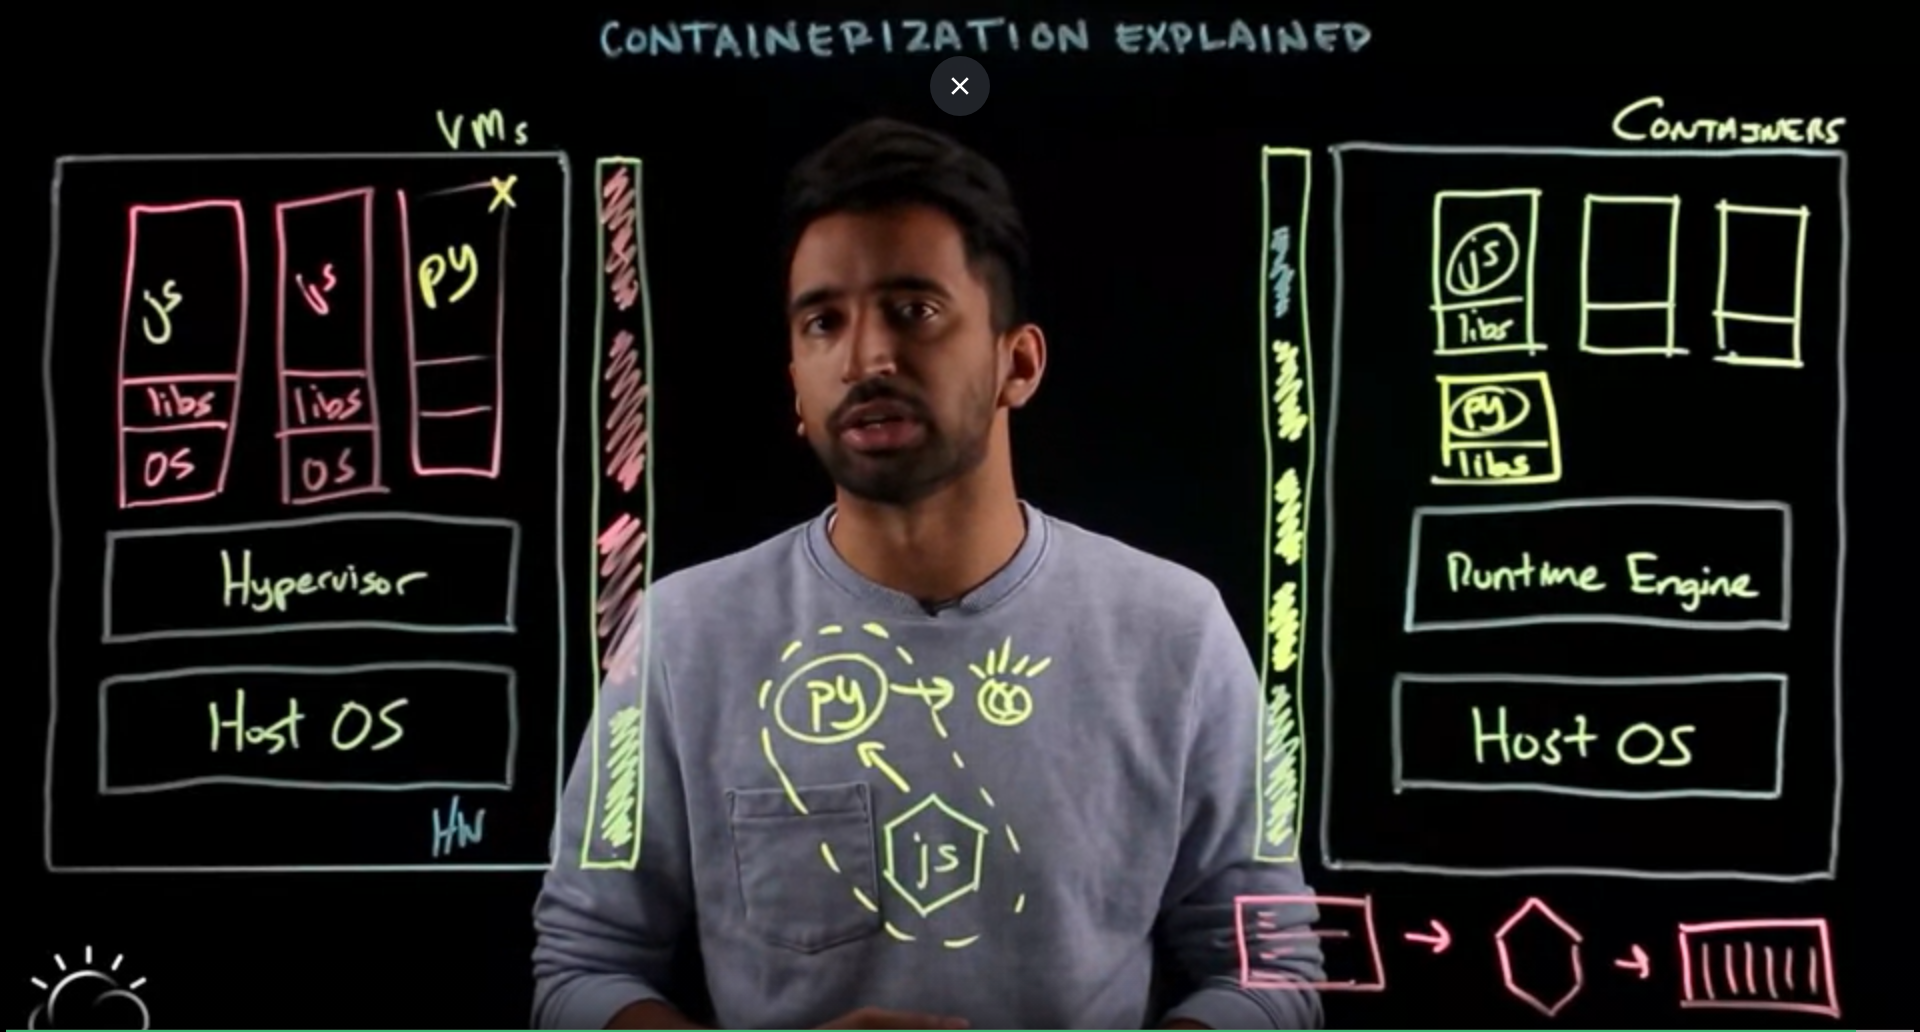 CONTAINERIZATION EXPLAINED
VMs
js
libs
OS
js
libs
OS
py
Hypervisor
Host OS
HW
py
js
CONTAINERS
js
libs
py
libs
Runtime Engine
Host OS